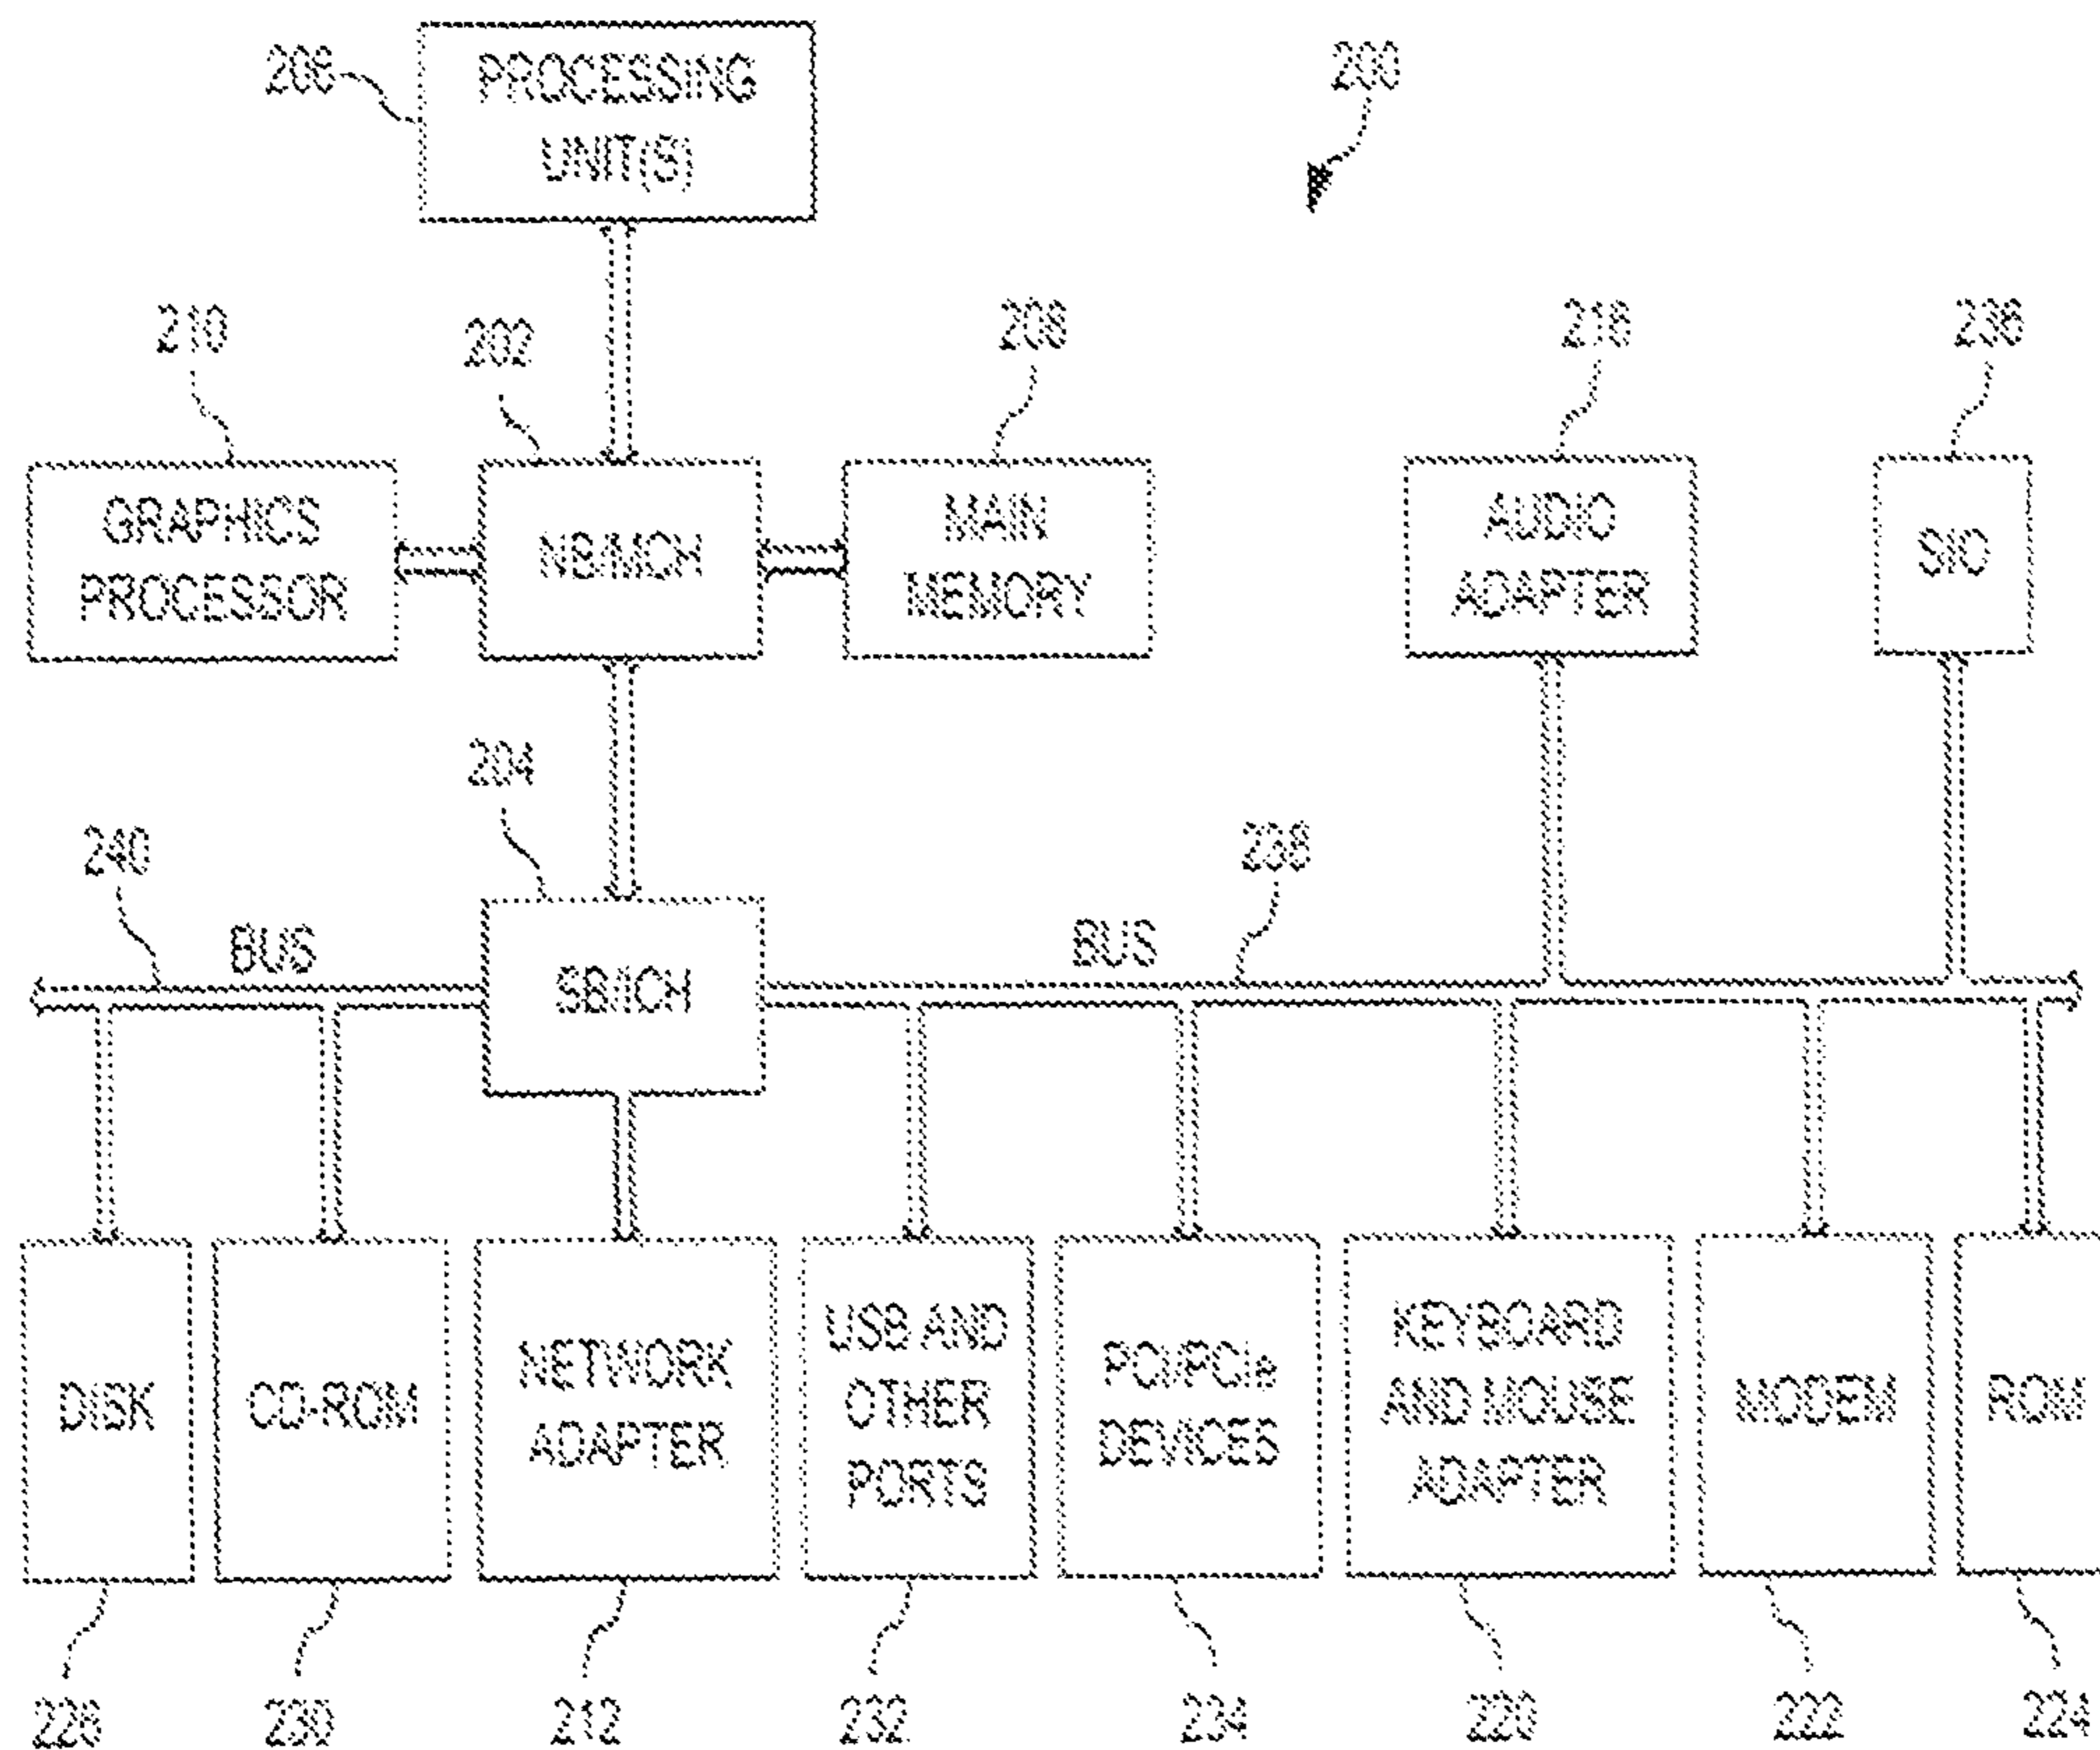 206
PROCESSING
UNIT(S)
200
210
202
208
216
236
GRAPHICS
PROCESSOR
NB/MCH
MAIN
MEMORY
AUDIO
ADAPTER
SIO
204
240
238
BUS
BUS
SB/ICH
DISK
CD-ROM
NETWORK
ADAPTER
USB AND
OTHER
PORTS
PCI/PCIe
DEVICES
KEYBOARD
AND MOUSE
ADAPTER
MODEM
ROM
226
230
212
232
234
220
222
224